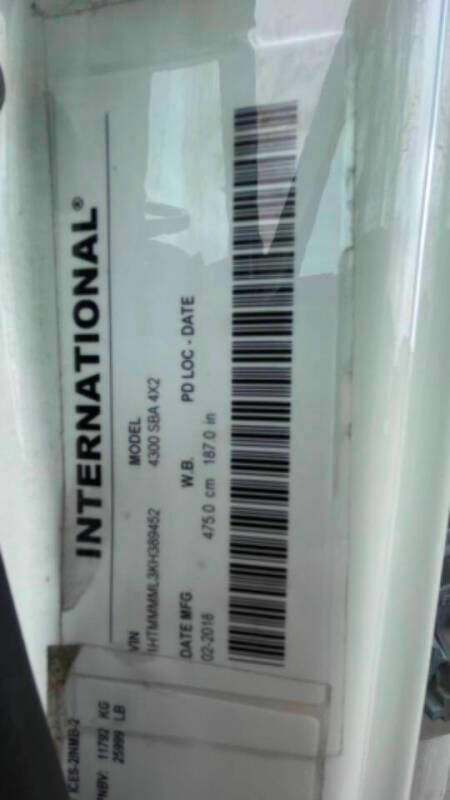 INTERNATIONAL®
VIN MODEL
1HTMMMML3KH389452 4300 SBA 4X2
DATE MFG W.B. PD LOC - DATE
02-2018 475.0 cm 187.0 in
11792 KG
25999 LB